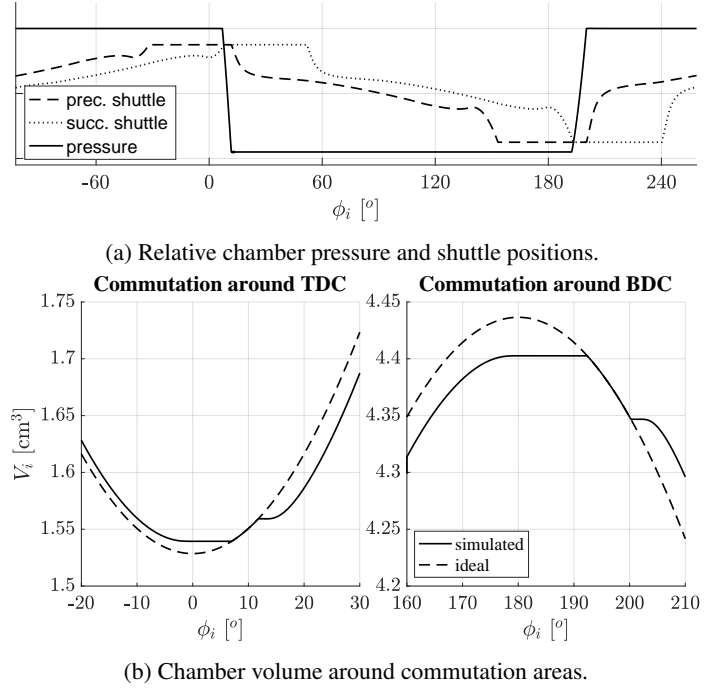 prec. shuttle
succ. shuttle
pressure
-60 0 60 120 180 240
ϕᵢ [°]
(a) Relative chamber pressure and shuttle positions.
Commutation around TDC
Commutation around BDC
Vᵢ [cm³]
1.75
1.7
1.65
1.6
1.55
1.5
-20 -10 0 10 20 30
ϕᵢ [°]
4.45
4.4
4.35
4.3
4.25
4.2
simulated
ideal
160 170 180 190 200 210
ϕᵢ [°]
(b) Chamber volume around commutation areas.